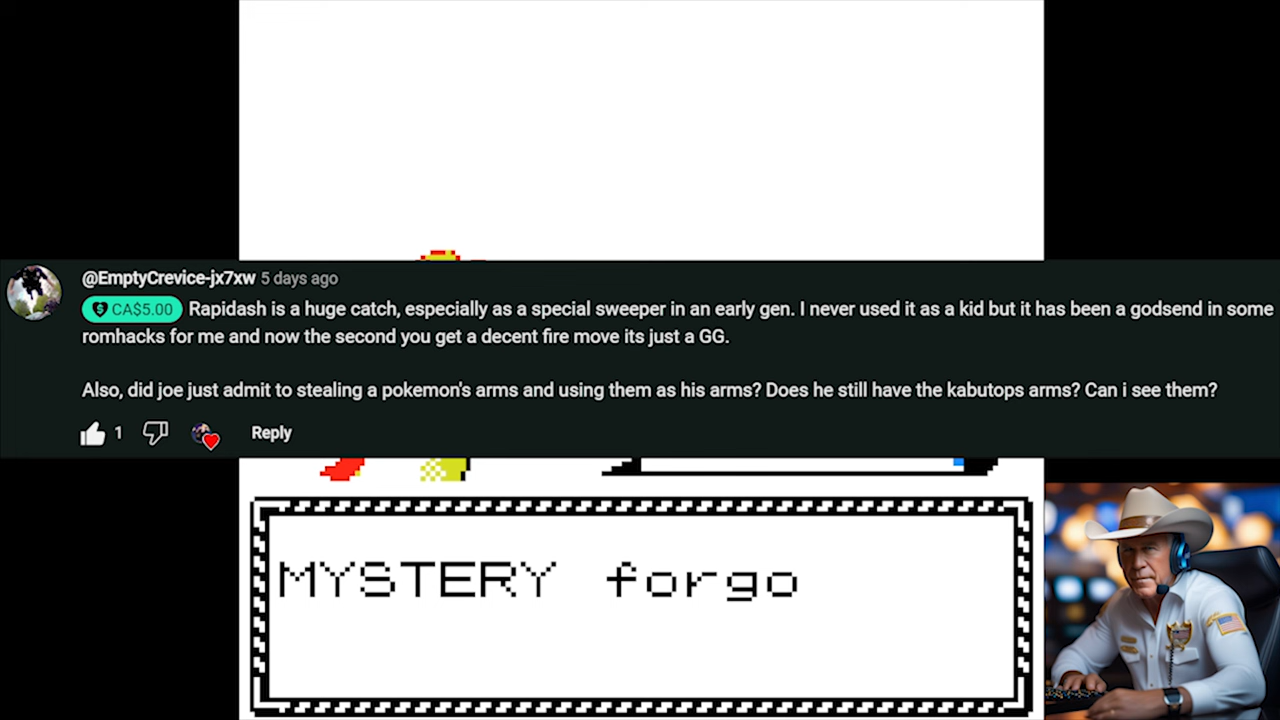 @EmptyCrevice-jx7xw 5 days ago
CA$5.00 Rapidash is a huge catch, especially as a special sweeper in an early gen. I never used it as a kid but it has been a godsend in some
romhacks for me and now the second you get a decent fire move its just a GG.
Also, did joe just admit to stealing a pokemon's arms and using them as his arms? Does he still have the kabutops arms? Can i see them?
1 Reply
MYSTERY forgo